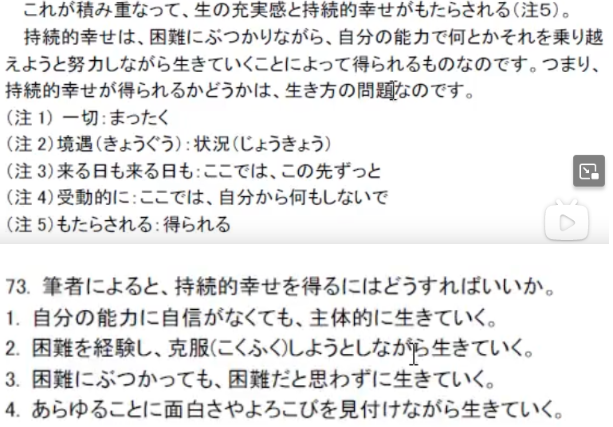 これが積み重なって、生の充実感と持続的幸せがもたらされる（注5）。
持続的幸せは、困難にぶつかりながら、自分の能力で何とかそれを乗り越
えようと努力しながら生きていくことによって得られるものなのです。つまり、
持続的幸せが得られるかどうかは、生き方の問題なのです。
（注1） 一切：まったく
（注2）境遇（きょうぐう）：状況（じょうきょう）
（注3）来る日も来る日も：ここでは、この先ずっと
（注4）受動的に：ここでは、自分から何もしないで
（注5）もたらされる：得られる
73. 筆者によると、持続的幸せを得るにはどうすればいいか。
1. 自分の能力に自信がなくても、主体的に生きていく。
2. 困難を経験し、克服（こくふく）しようとしながら生きていく。
3. 困難にぶつかっても、困難だと思わずに生きていく。
4. あらゆることに面白さやよろこびを見付けながら生きていく。